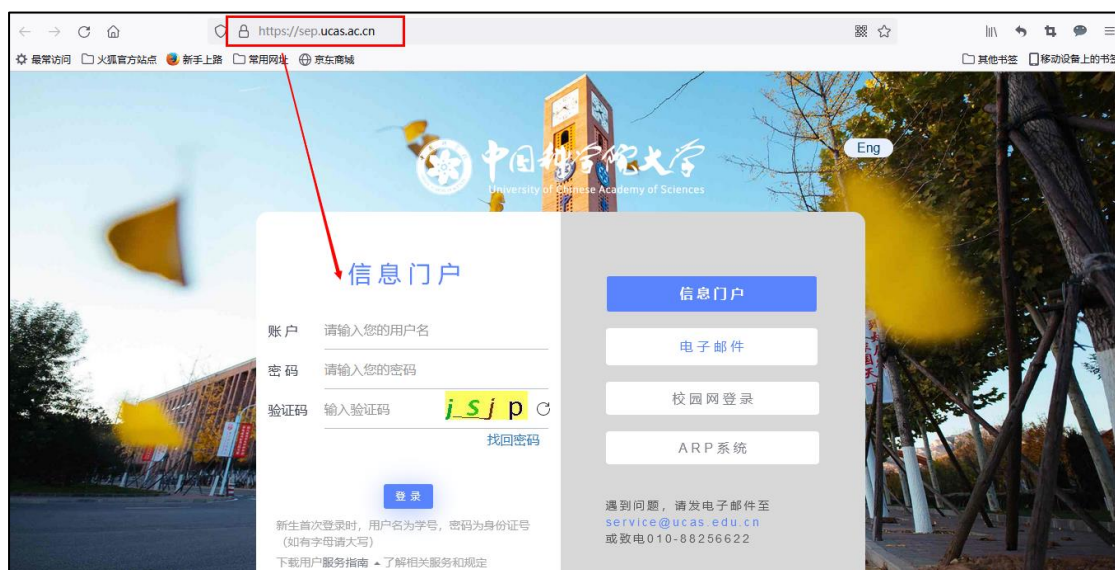 https://sep.ucas.ac.cn
最常访问 火狐官方站点 新手上路 常用网址 京东商城
其他书签 移动设备上的书签
中国科学院大学
University of Chinese Academy of Sciences
Eng
信息门户
账户 请输入您的用户名
密码 请输入您的密码
验证码 输入验证码 jsjp
找回密码
登录
新生首次登录时，用户名为学号，密码为身份证号
（如有字母请大写）
下载用户服务指南 了解相关服务和规定
信息门户
电子邮件
校园网登录
ARP系统
遇到问题，请发电子邮件至
service@ucas.edu.cn
或致电010-88256622